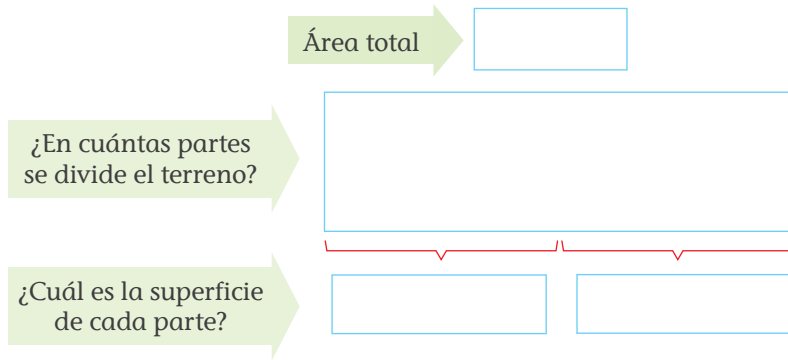 Área total
¿En cuántas partes
se divide el terreno?
¿Cuál es la superficie
de cada parte?